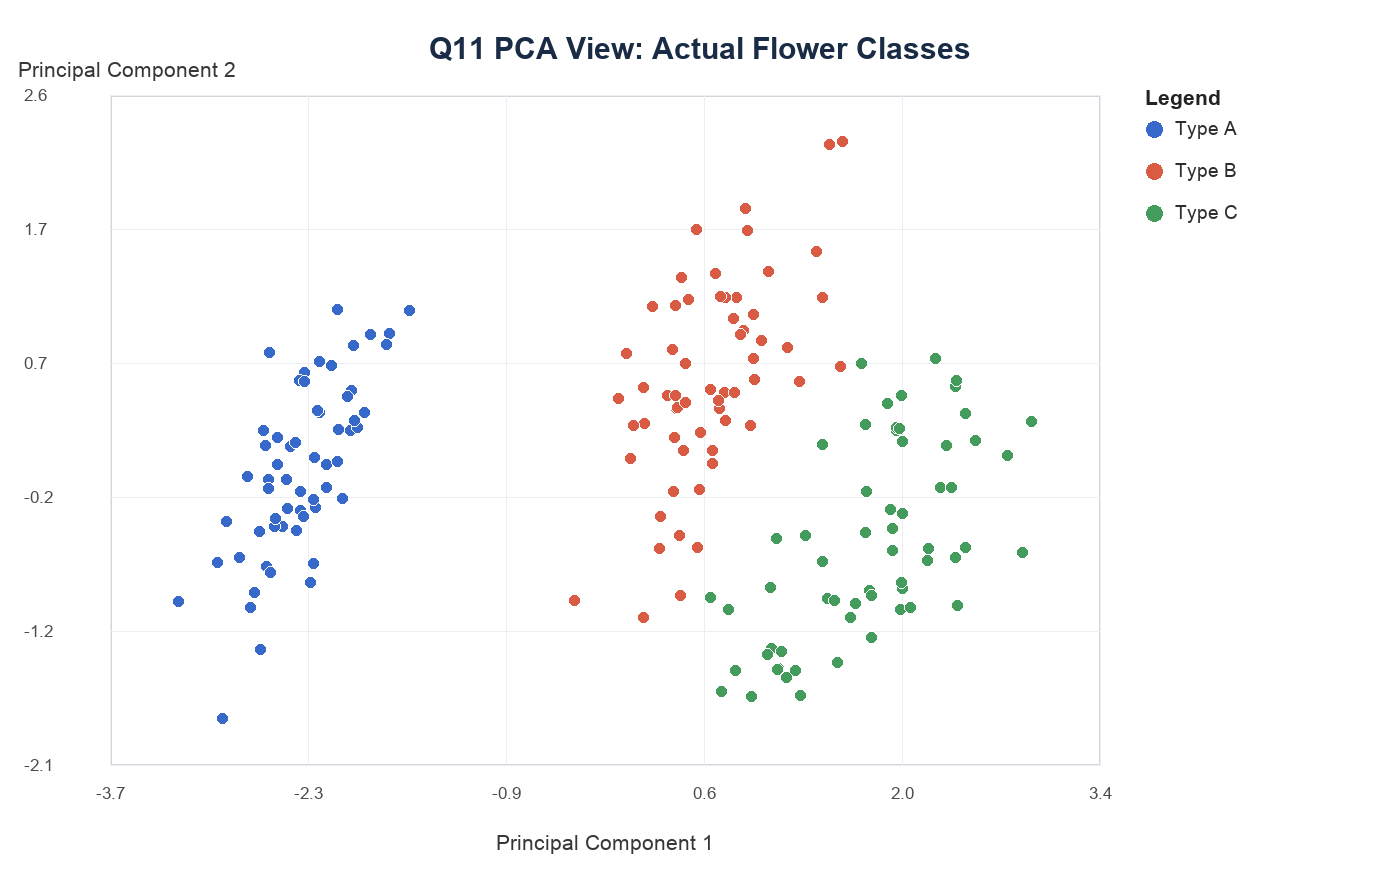 Q11 PCA View: Actual Flower Classes
Principal Component 2
Legend
Type A
Type B
Type C
2.6
1.7
0.7
-0.2
-1.2
-2.1
-3.7
-2.3
-0.9
0.6
2.0
3.4
Principal Component 1